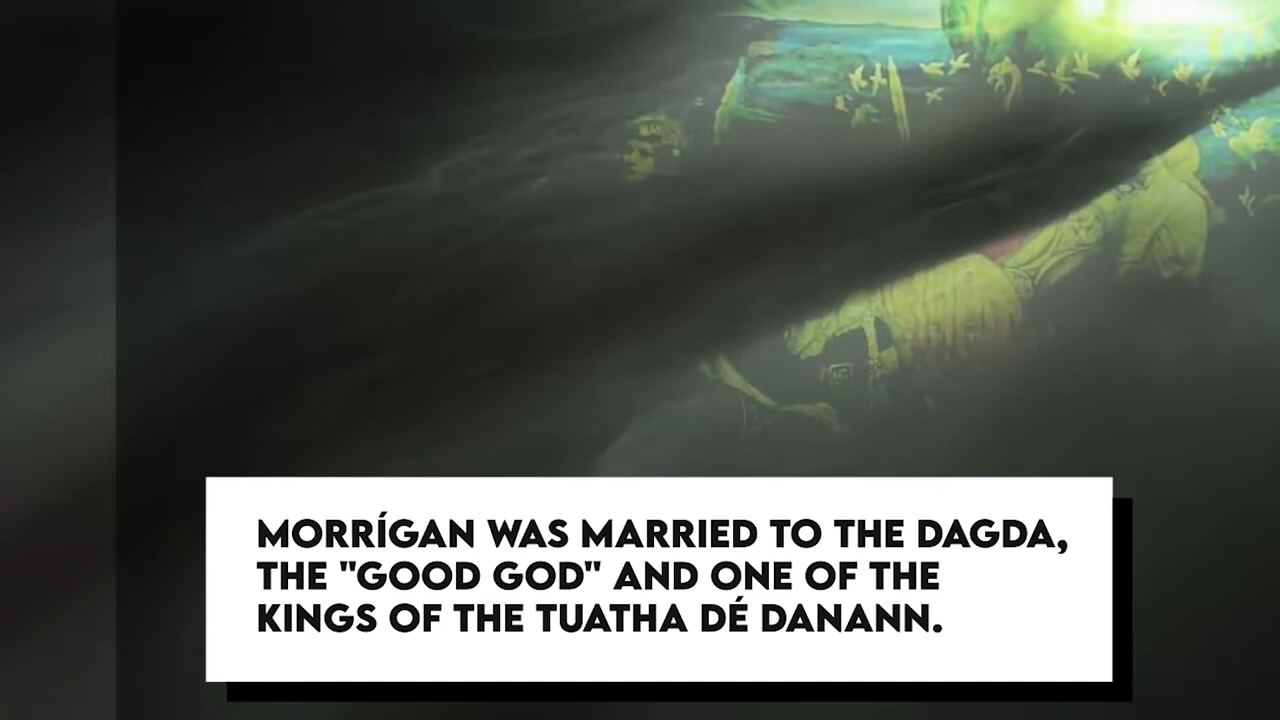 MORRÍGAN WAS MARRIED TO THE DAGDA,
THE "GOOD GOD" AND ONE OF THE
KINGS OF THE TUATHA DÉ DANANN.